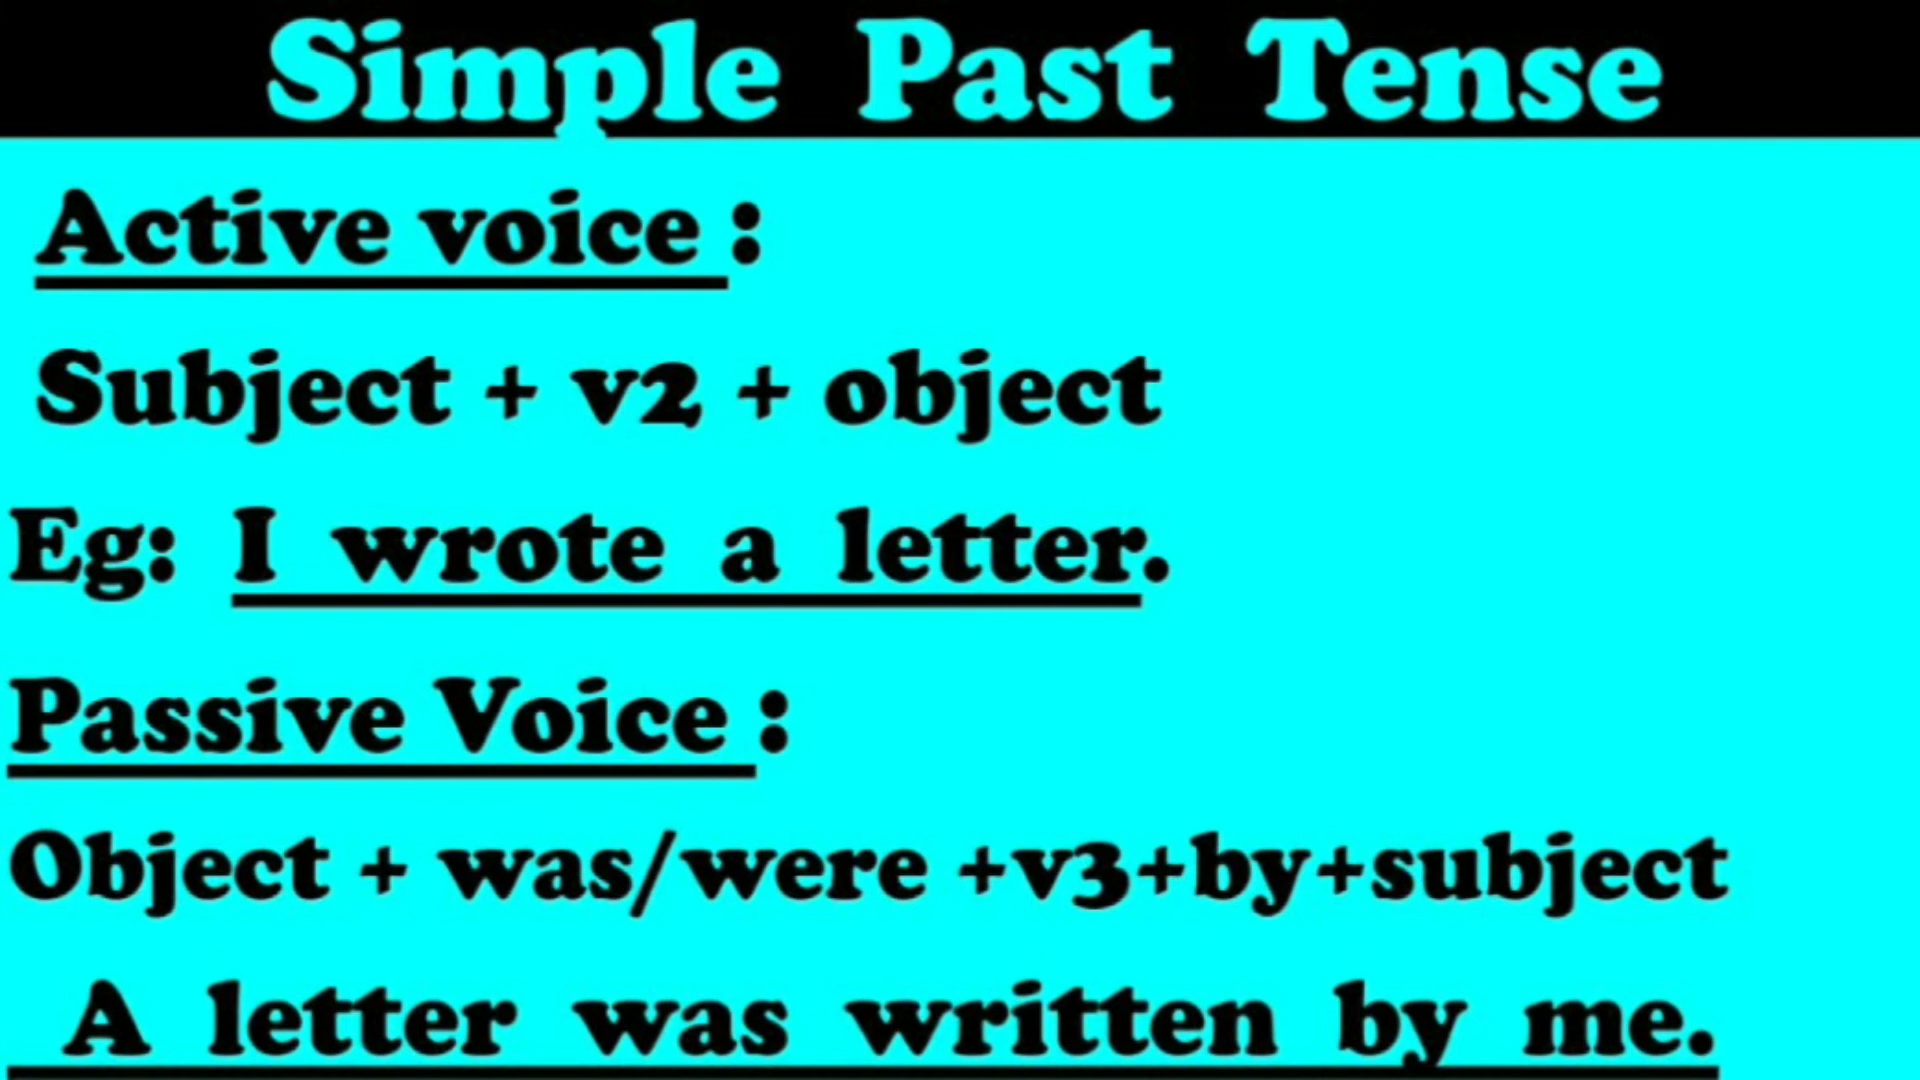 Simple Past Tense
Active voice :
Subject + v2 + object
Eg: I wrote a letter.
Passive Voice :
Object + was/were +v3+by+subject
A letter was written by me.